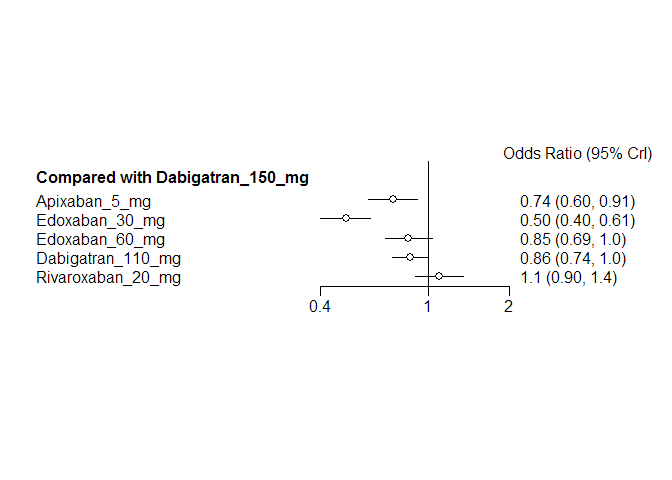 Odds Ratio (95% CrI)
Compared with Dabigatran_150_mg
Apixaban_5_mg 0.74 (0.60, 0.91)
Edoxaban_30_mg 0.50 (0.40, 0.61)
Edoxaban_60_mg 0.85 (0.69, 1.0)
Dabigatran_110_mg 0.86 (0.74, 1.0)
Rivaroxaban_20_mg 1.1 (0.90, 1.4)
0.4 1 2